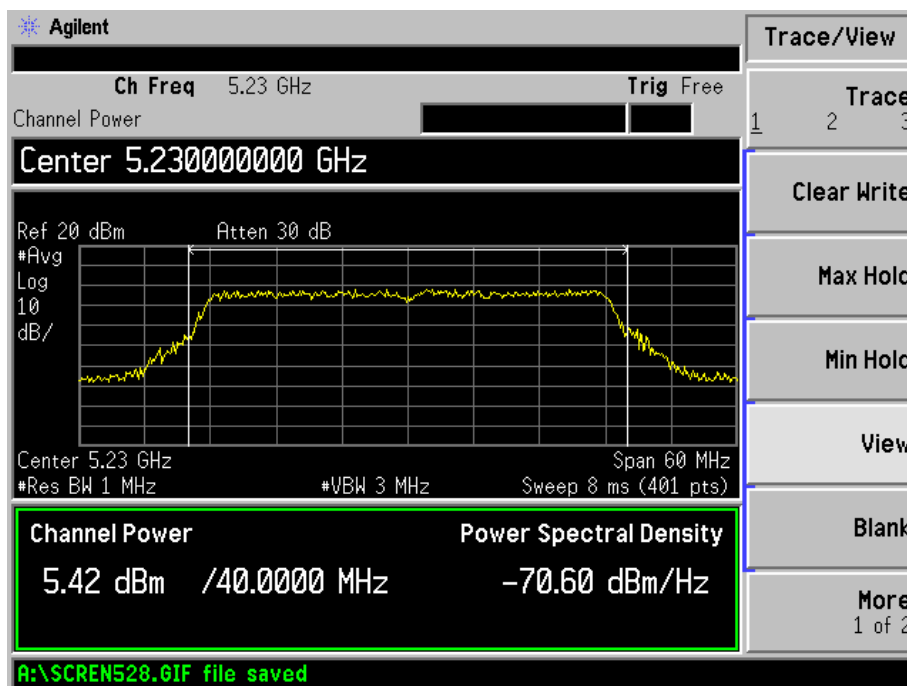 Agilent
Trace/View
Ch Freq 5.23 GHz Trig Free
Channel Power
Trace
1 2 3
Center 5.230000000 GHz
Clear Write
Ref 20 dBm Atten 30 dB
#Avg
Log
10
dB/
Max Hold
Min Hold
View
Center 5.23 GHz Span 60 MHz
#Res BW 1 MHz #VBW 3 MHz Sweep 8 ms (401 pts)
Channel Power Power Spectral Density
5.42 dBm /40.0000 MHz -70.60 dBm/Hz
Blank
More
1 of 2
A:\SCREN528.GIF file saved